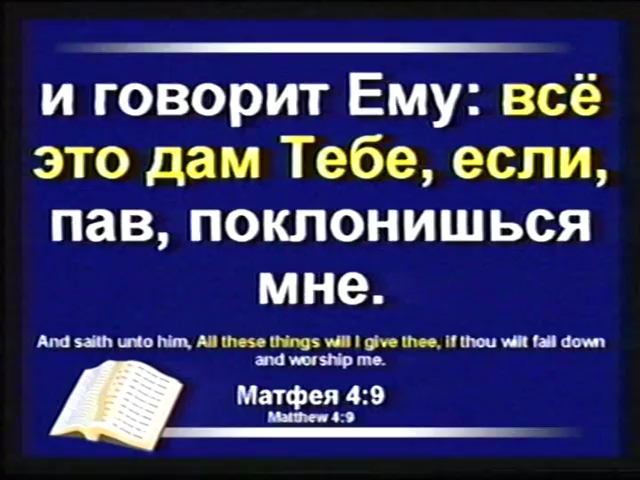 и говорит Ему: всё
это дам Тебе, если,
пав, поклонишься
мне.
And saith unto him, All these things will I give thee, if thou wilt fall down
and worship me.
Матфея 4:9
Matthew 4:9